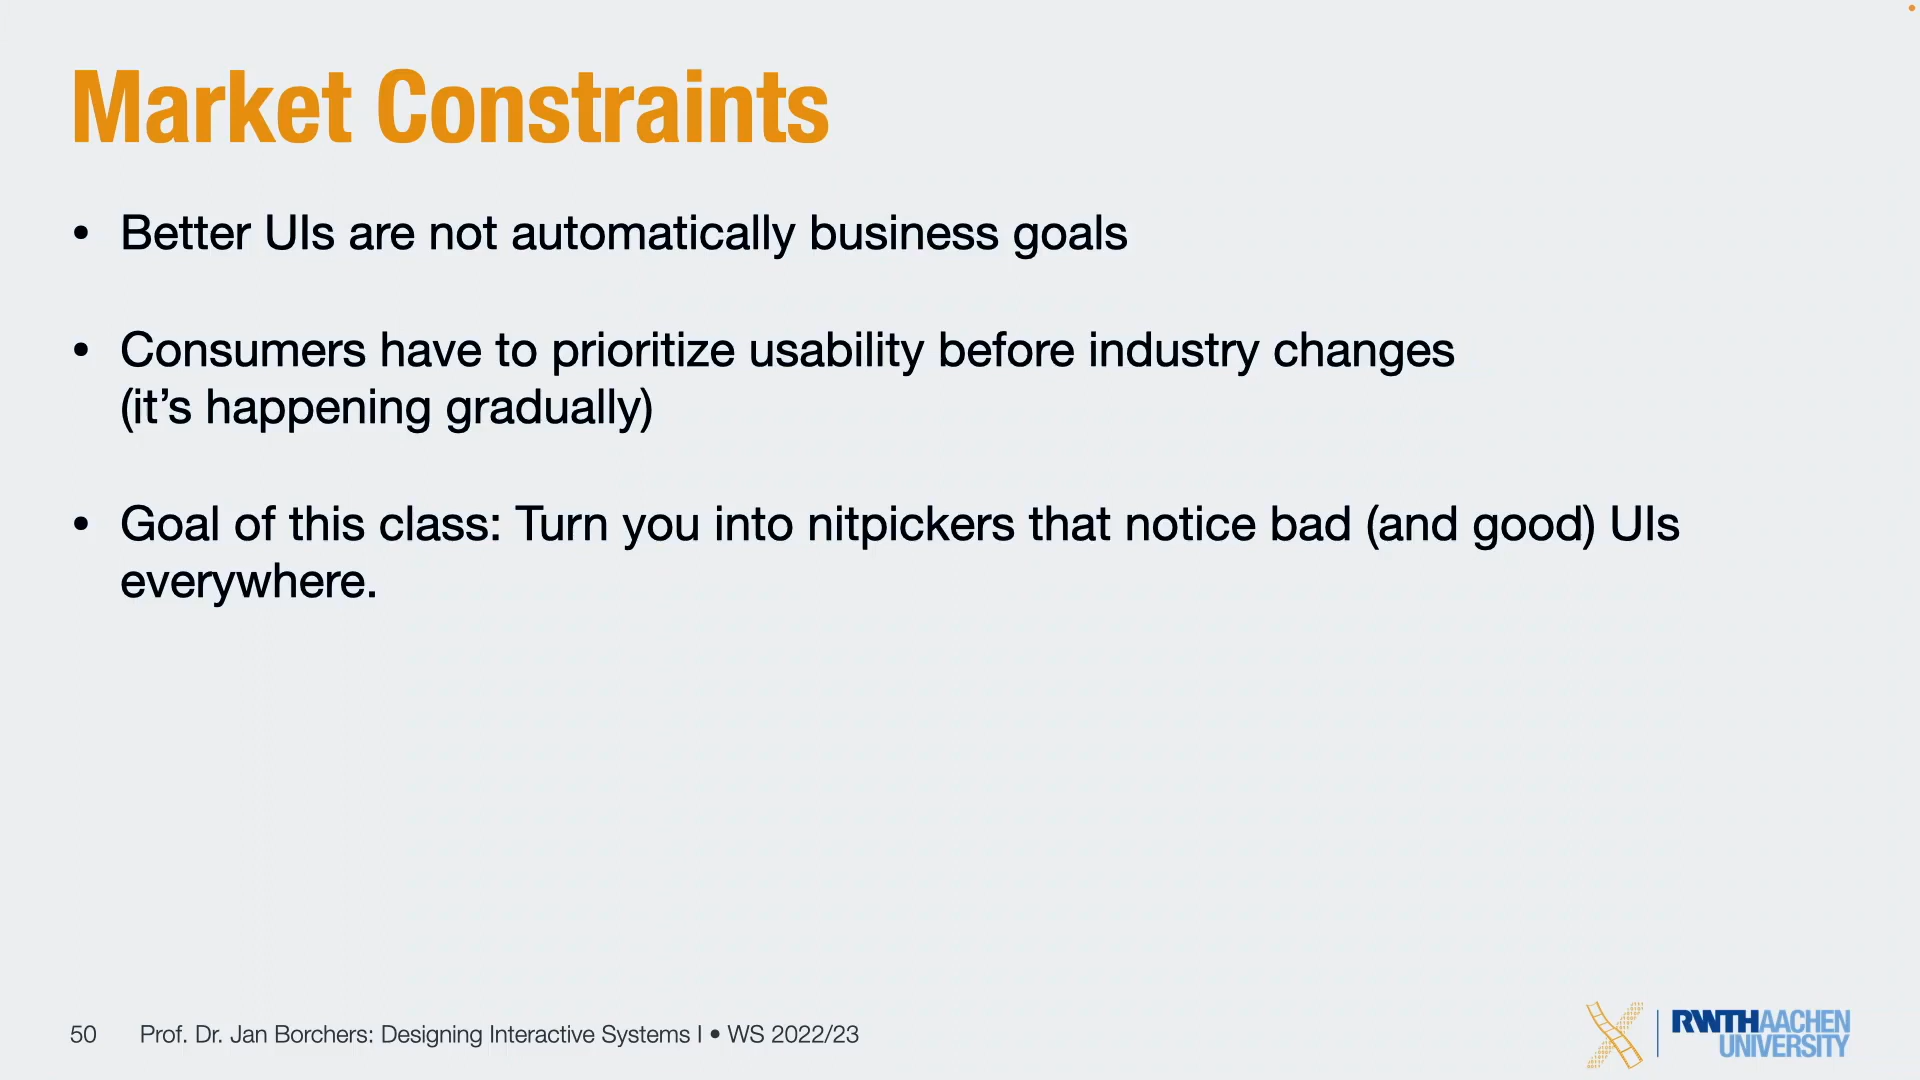 Market Constraints
• Better UIs are not automatically business goals
• Consumers have to prioritize usability before industry changes
(it’s happening gradually)
• Goal of this class: Turn you into nitpickers that notice bad (and good) UIs
everywhere.
50 Prof. Dr. Jan Borchers: Designing Interactive Systems I • WS 2022/23
RWTHAACHEN
UNIVERSITY